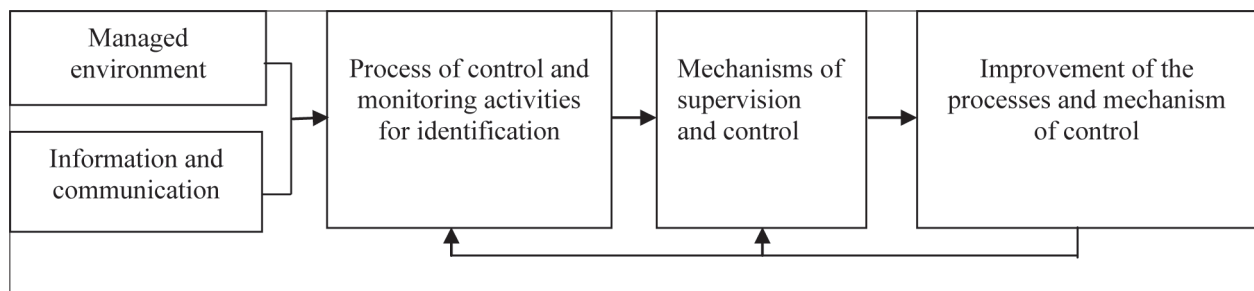 Managed
environment
Information and
communication
Process of control and
monitoring activities
for identification
Mechanisms of
supervision
and control
Improvement of the
processes and mechanism
of control